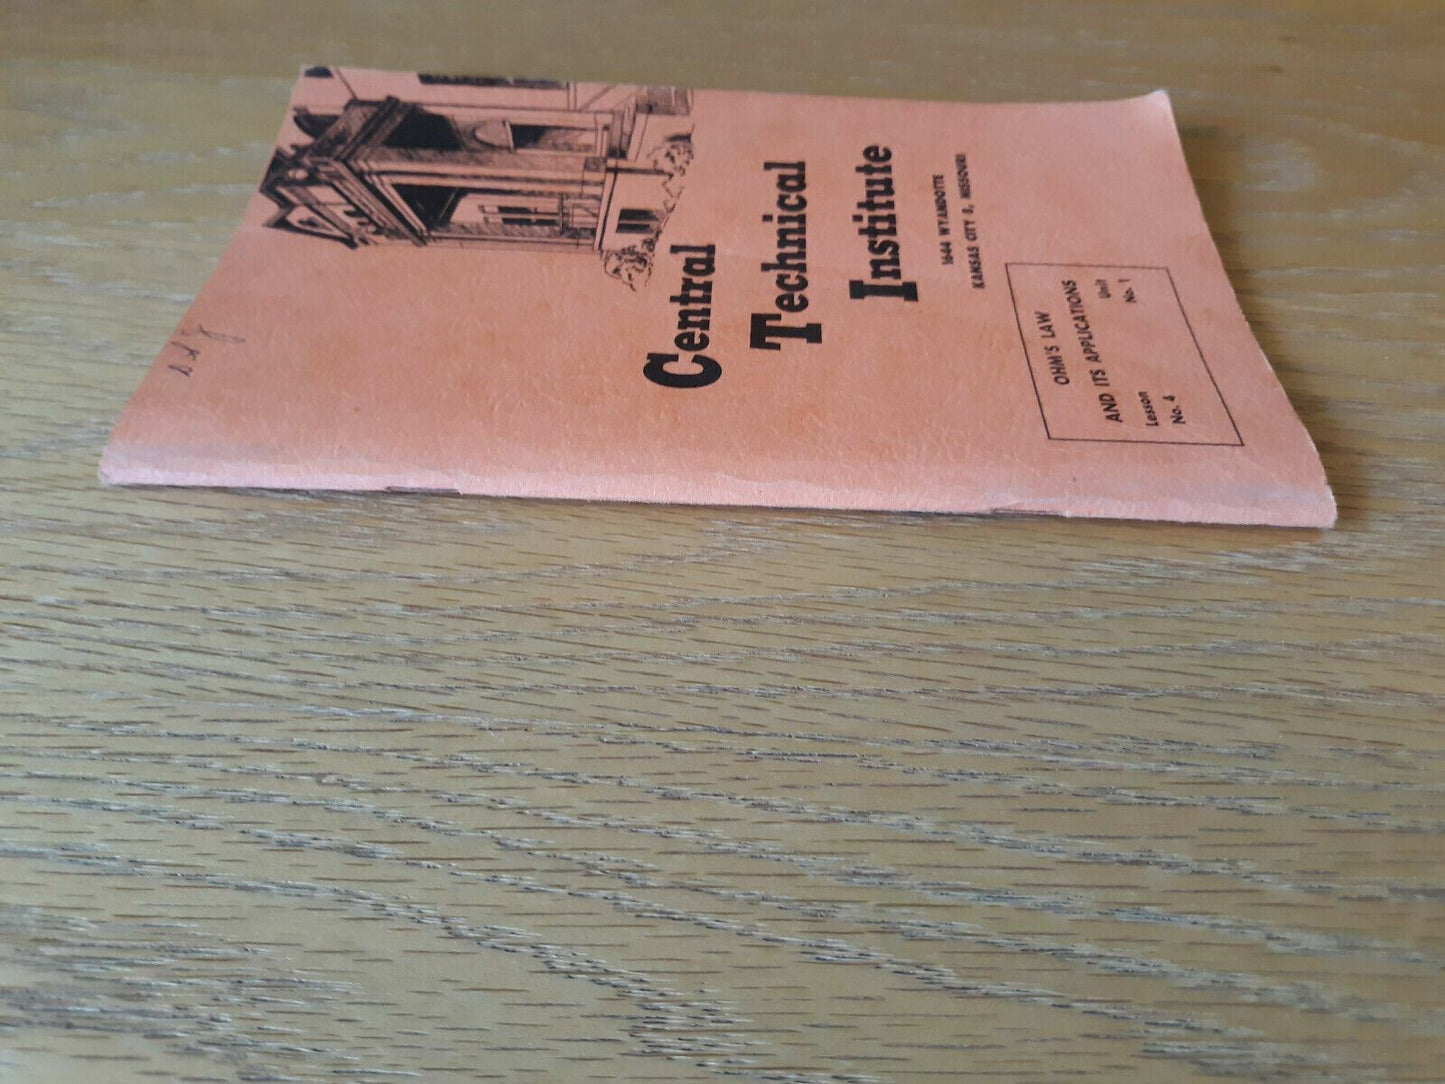 Central
Technical
Institute
1644 WYANDOTTE
KANSAS CITY 8, MISSOURI
OHM'S LAW
AND ITS APPLICATIONS
Lesson Unit
No. 4 No. 1